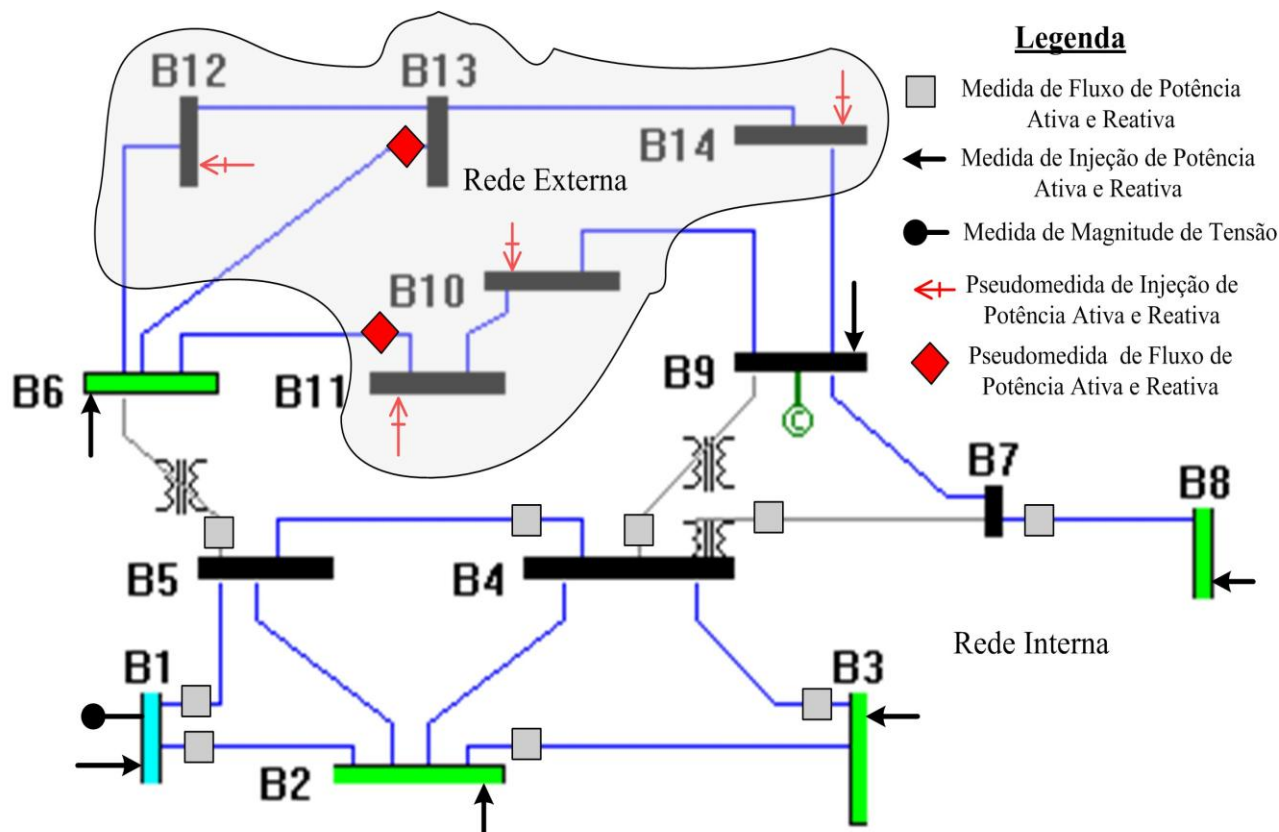 Legenda
Medida de Fluxo de Potência
Ativa e Reativa
Medida de Injeção de Potência
Ativa e Reativa
Medida de Magnitude de Tensão
Pseudomedida de Injeção de
Potência Ativa e Reativa
Pseudomedida de Fluxo de
Potência Ativa e Reativa
B12
B13
B14
Rede Externa
B10
B6
B11
B9
C
B7
B8
B5
B4
Rede Interna
B1
B3
B2